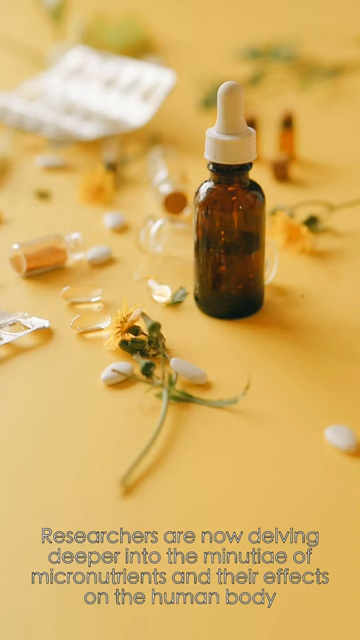 Researchers are now delving
deeper into the minutiae of
micronutrients and their effects
on the human body